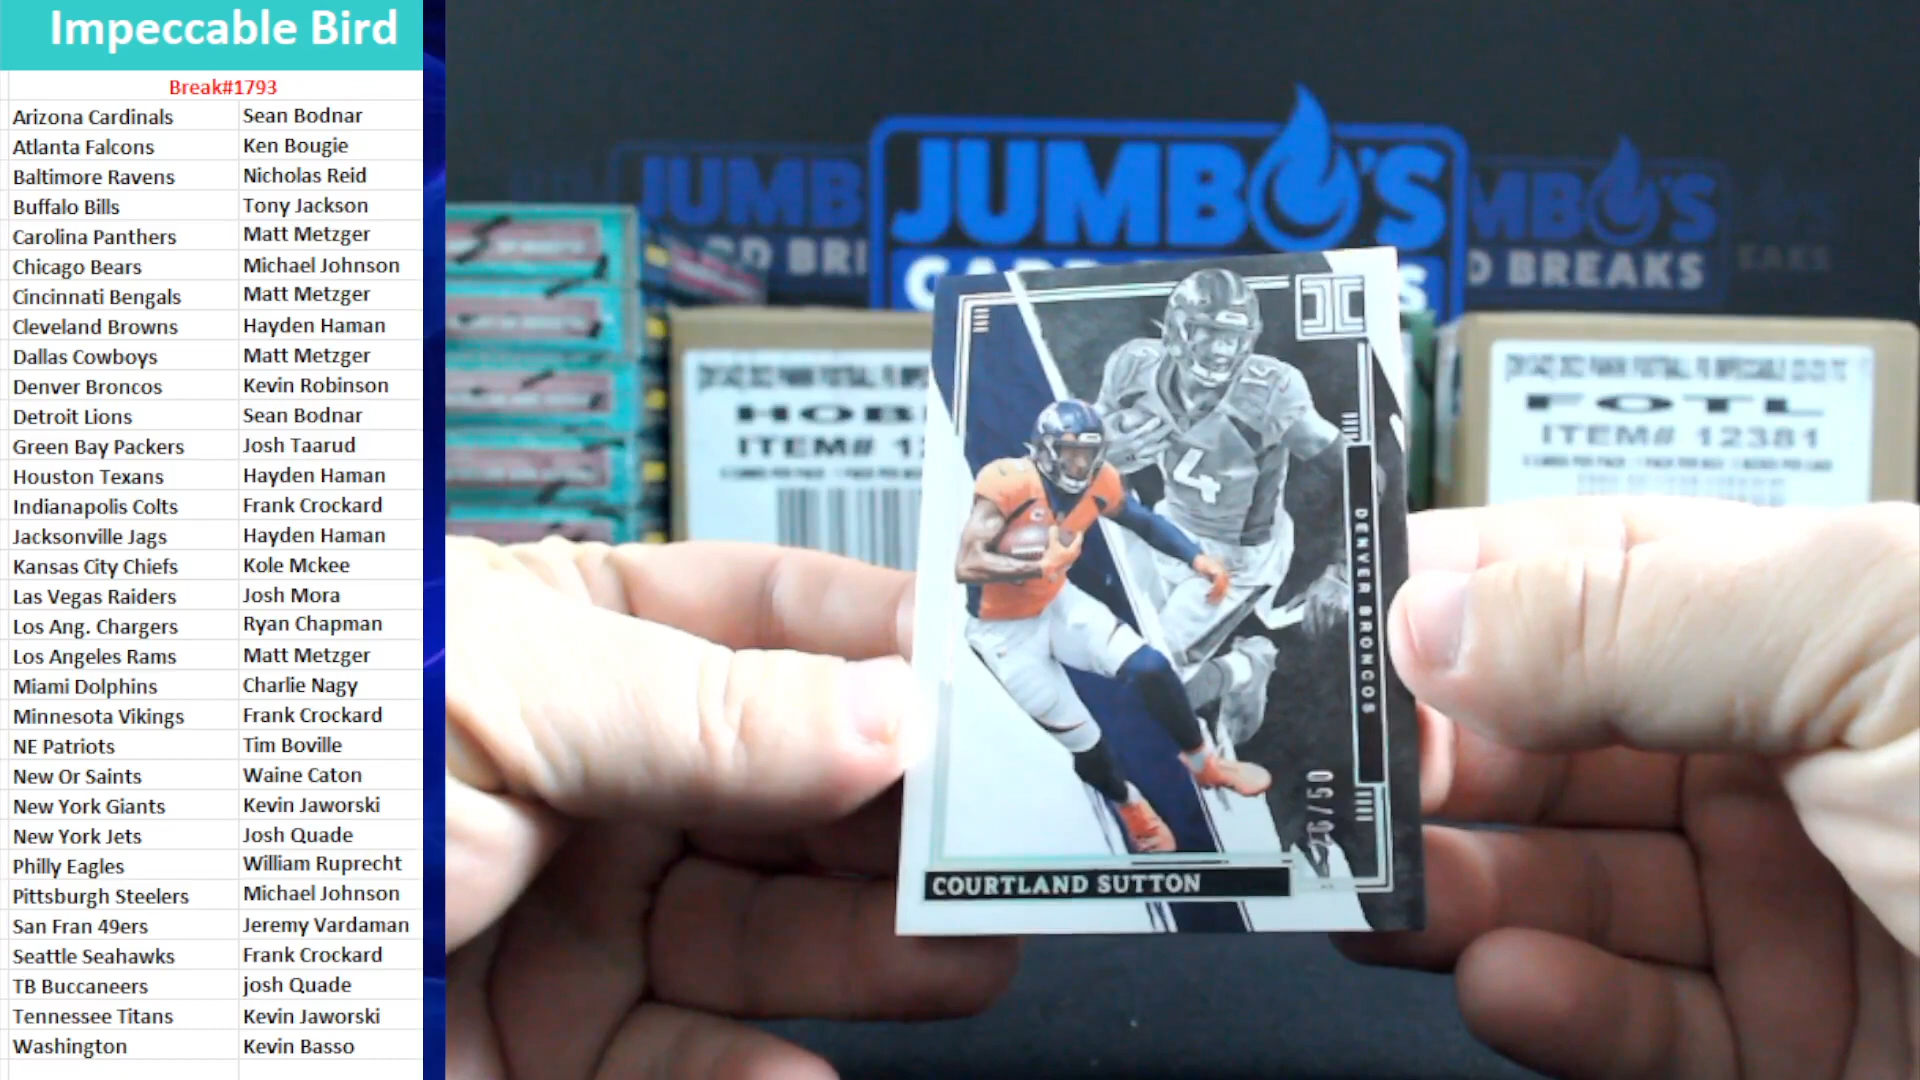 Impeccable Bird
Break#1793
Arizona Cardinals Sean Bodnar
Atlanta Falcons Ken Bougie
Baltimore Ravens Nicholas Reid
Buffalo Bills Tony Jackson
Carolina Panthers Matt Metzger
Chicago Bears Michael Johnson
Cincinnati Bengals Matt Metzger
Cleveland Browns Hayden Haman
Dallas Cowboys Matt Metzger
Denver Broncos Kevin Robinson
Detroit Lions Sean Bodnar
Green Bay Packers Josh Taarud
Houston Texans Hayden Haman
Indianapolis Colts Frank Crockard
Jacksonville Jags Hayden Haman
Kansas City Chiefs Kole Mckee
Las Vegas Raiders Josh Mora
Los Ang. Chargers Ryan Chapman
Los Angeles Rams Matt Metzger
Miami Dolphins Charlie Nagy
Minnesota Vikings Frank Crockard
NE Patriots Tim Boville
New Or Saints Waine Caton
New York Giants Kevin Jaworski
New York Jets Josh Quade
Philly Eagles William Ruprecht
Pittsburgh Steelers Michael Johnson
San Fran 49ers Jeremy Vardaman
Seattle Seahawks Frank Crockard
TB Buccaneers josh Quade
Tennessee Titans Kevin Jaworski
Washington Kevin Basso
JUMB
JUMBO'S
MBO'S
RD BRI
D BREAKS
EAKS
HOB
ITEM# 12
FOTL
ITEM# 12381
14
DENVER BRONCOS
26/50
COURTLAND SUTTON